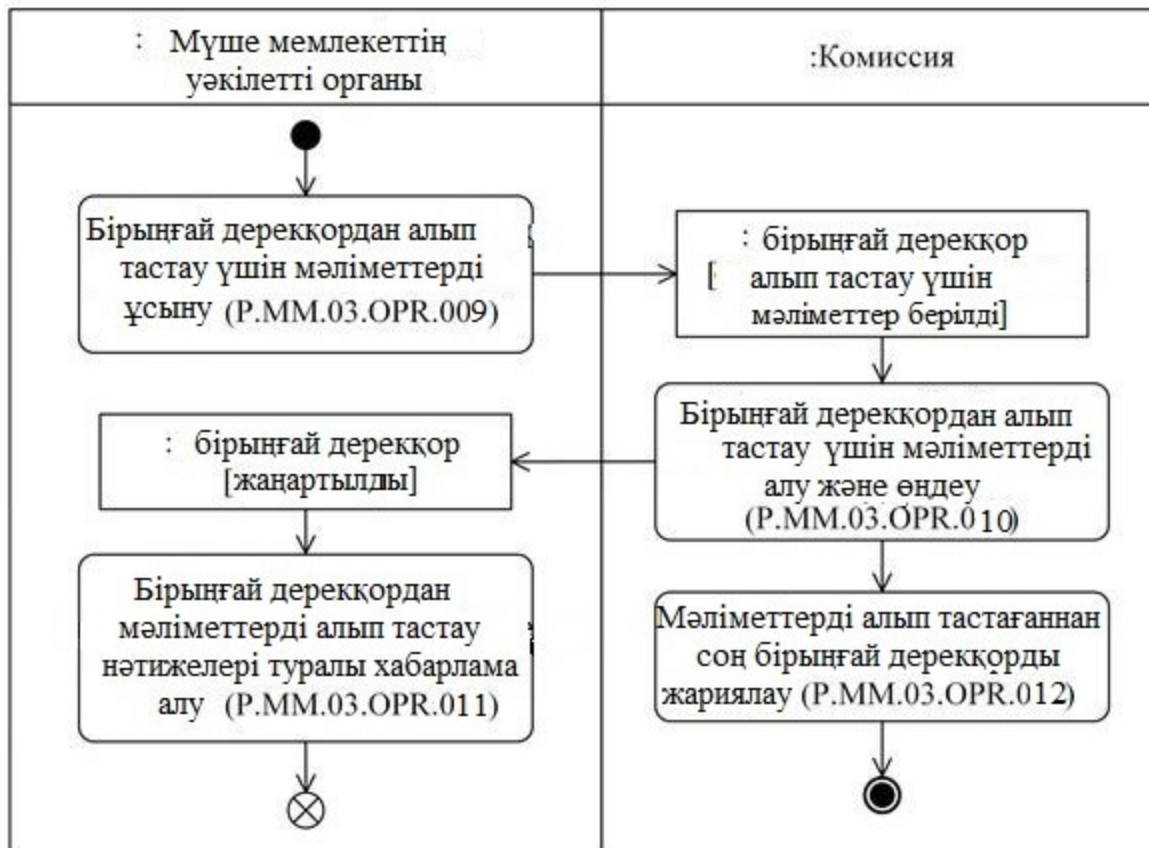 : Мүше мемлекеттің
уәкілетті органы
:Комиссия
Бірыңғай дерекқордан алып
тастау үшін мәліметтерді
ұсыну (P.MM.03.OPR.009)
: бірыңғай дерекқор
[ алып тастау үшін
мәліметтер берілді]
Бірыңғай дерекқордан алып
тастау үшін мәліметтерді
алу және өңдеу
(P.MM.03.OPR.010)
: бірыңғай дерекқор
[жаңартылды]
Бірыңғай дерекқордан
мәліметтерді алып тастау
нәтижелері туралы хабарлама
алу (P.MM.03.OPR.011)
Мәліметтерді алып тастағаннан
соң бірыңғай дерекқорды
жариялау (P.MM.03.OPR.012)